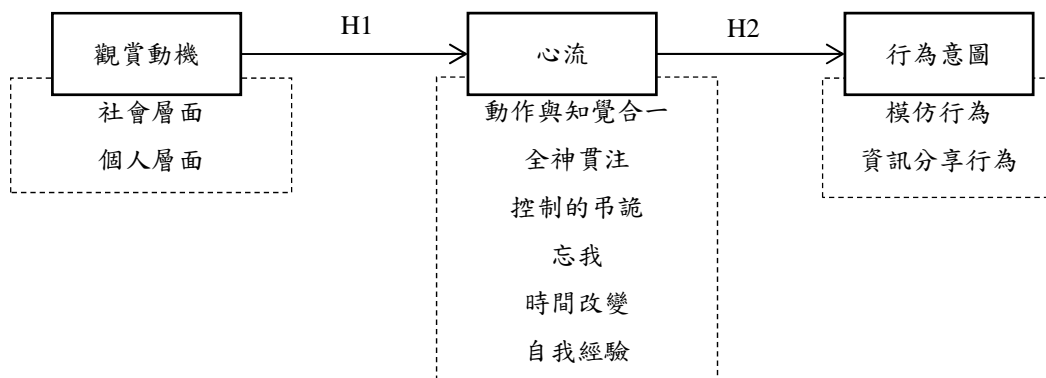 H1
H2
觀賞動機
心流
行為意圖
社會層面
個人層面
動作與知覺合一
全神貫注
控制的弔詭
忘我
時間改變
自我經驗
模仿行為
資訊分享行為